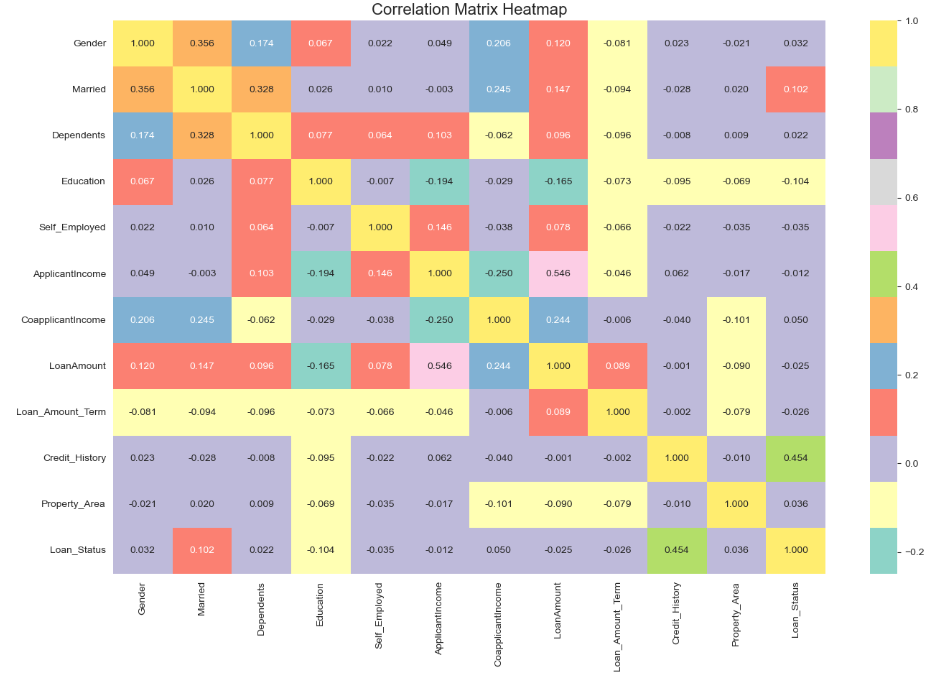 Correlation Matrix Heatmap
Gender 1.000 0.356 0.174 0.067 0.022 0.049 0.206 0.120 -0.081 0.023 -0.021 0.032
Married 0.356 1.000 0.328 0.026 0.010 -0.003 0.245 0.147 -0.094 -0.028 0.020 0.102
Dependents 0.174 0.328 1.000 0.077 0.064 0.103 -0.062 0.096 -0.096 -0.008 0.009 0.022
Education 0.067 0.026 0.077 1.000 -0.007 -0.194 -0.029 -0.165 -0.073 -0.095 -0.069 -0.104
Self_Employed 0.022 0.010 0.064 -0.007 1.000 0.146 -0.038 0.078 -0.066 -0.022 -0.035 -0.035
ApplicantIncome 0.049 -0.003 0.103 -0.194 0.146 1.000 -0.250 0.546 -0.046 0.062 -0.017 -0.012
CoapplicantIncome 0.206 0.245 -0.062 -0.029 -0.038 -0.250 1.000 0.244 -0.006 -0.040 -0.101 0.050
LoanAmount 0.120 0.147 0.096 -0.165 0.078 0.546 0.244 1.000 0.089 -0.001 -0.090 -0.025
Loan_Amount_Term -0.081 -0.094 -0.096 -0.073 -0.066 -0.046 -0.006 0.089 1.000 -0.002 -0.079 -0.026
Credit_History 0.023 -0.028 -0.008 -0.095 -0.022 0.062 -0.040 -0.001 -0.002 1.000 -0.010 0.454
Property_Area -0.021 0.020 0.009 -0.069 -0.035 -0.017 -0.101 -0.090 -0.079 -0.010 1.000 0.036
Loan_Status 0.032 0.102 0.022 -0.104 -0.035 -0.012 0.050 -0.025 -0.026 0.454 0.036 1.000
Gender
Married
Dependents
Education
Self_Employed
ApplicantIncome
CoapplicantIncome
LoanAmount
Loan_Amount_Term
Credit_History
Property_Area
Loan_Status
1.0
0.8
0.6
0.4
0.2
0.0
−0.2